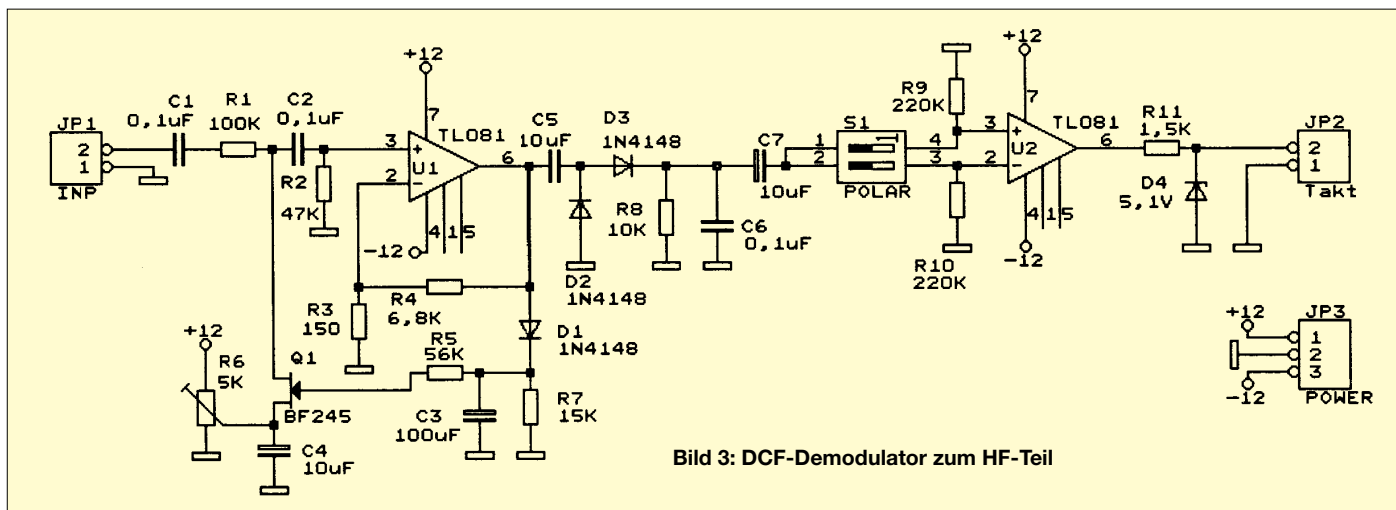 JP1
2
1
INP
C1
0,1uF
R1
100K
C2
0,1uF
R2
47K
+12
7
TL081
3
+
U1
2
−
6
4
1
5
-12
R3
150
R4
6,8K
D1
1N4148
R5
56K
C3
100uF
R7
15K
+12
R6
5K
Q1
BF245
C4
10uF
C5
10uF
D3
1N4148
D2
1N4148
R8
10K
C6
0,1uF
C7
10uF
S1
1
2
1
4
3
POLAR
R9
220K
R10
220K
+12
7
TL081
3
+
U2
2
−
6
4
1
5
-12
R11
1,5K
D4
5,1V
JP2
2
1
Takt
JP3
+12
1
2
3
-12
POWER
Bild 3: DCF-Demodulator zum HF-Teil